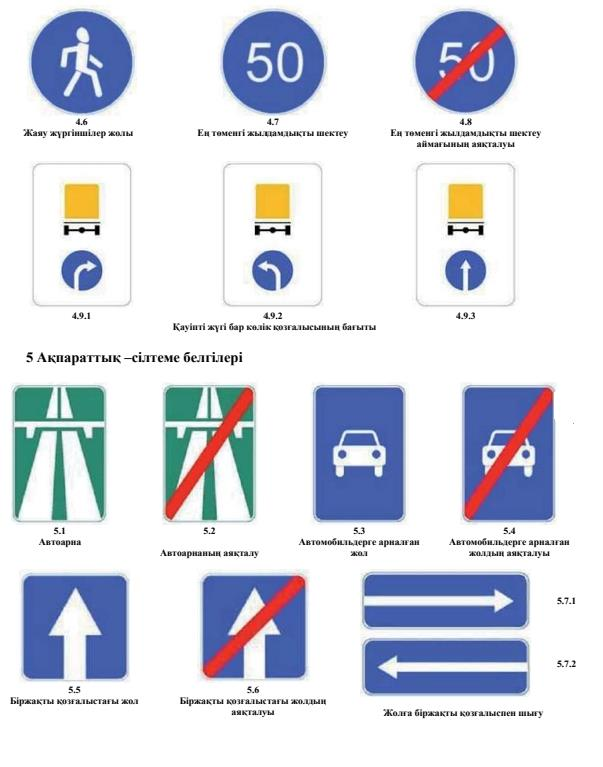 50
50
4.6
4.7
4.8
Жаяу жүргіншілер жолы
Ең төменгі жылдамдықты шектеу
Ең төменгі жылдамдықты шектеу
аймағының аяқталуы
4.9.1
4.9.2
4.9.3
Қауіпті жүгі бар көлік қозғалысының бағыты
5 Ақпараттық –сілтеме белгілері
5.1
5.2
5.3
5.4
Автоарна
Автоарнаның аяқталу
Автомобильдерге арналған
жол
Автомобильдерге арналған
жолдың аяқталуы
5.7.1
5.7.2
5.5
5.6
Біржақты қозғалыстағы жол
Біржақты қозғалыстағы жолдың
аяқталуы
Жолға біржақты қозғалыспен шығу